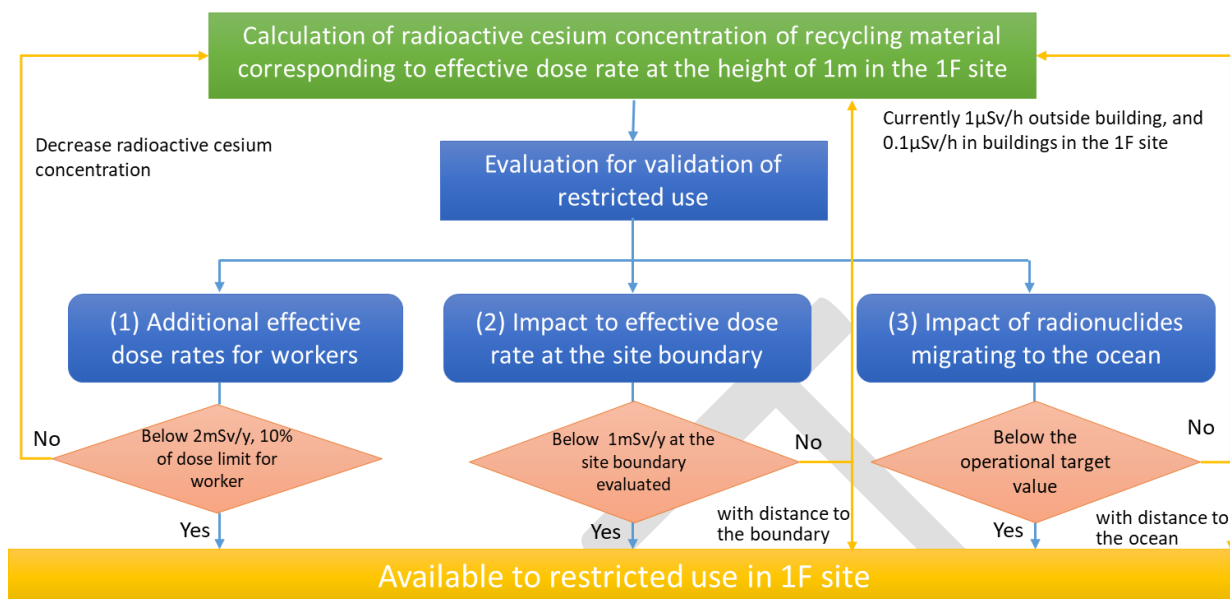 Calculation of radioactive cesium concentration of recycling material
corresponding to effective dose rate at the height of 1m in the 1F site
Decrease radioactive cesium
concentration
Currently 1μSv/h outside building, and
0.1μSv/h in buildings in the 1F site
Evaluation for validation of
restricted use
(1) Additional effective
dose rates for workers
(2) Impact to effective dose
rate at the site boundary
(3) Impact of radionuclides
migrating to the ocean
No
Below 2mSv/y, 10%
of dose limit for
worker
Below 1mSv/y at the
site boundary
evaluated
No
Below the
operational target
value
No
Yes
Yes
with distance to
the boundary
Yes
with distance to
the ocean
Available to restricted use in 1F site